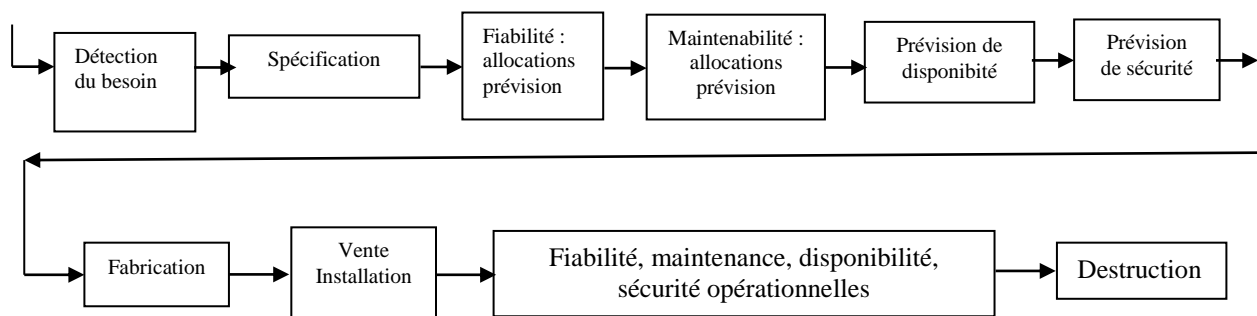 Détection
du besoin
Spécification
Fiabilité :
allocations
prévision
Maintenabilité :
allocations
prévision
Prévision de
disponibité
Prévision
de sécurité
Fabrication
Vente
Installation
Fiabilité, maintenance, disponibilité,
sécurité opérationnelles
Destruction